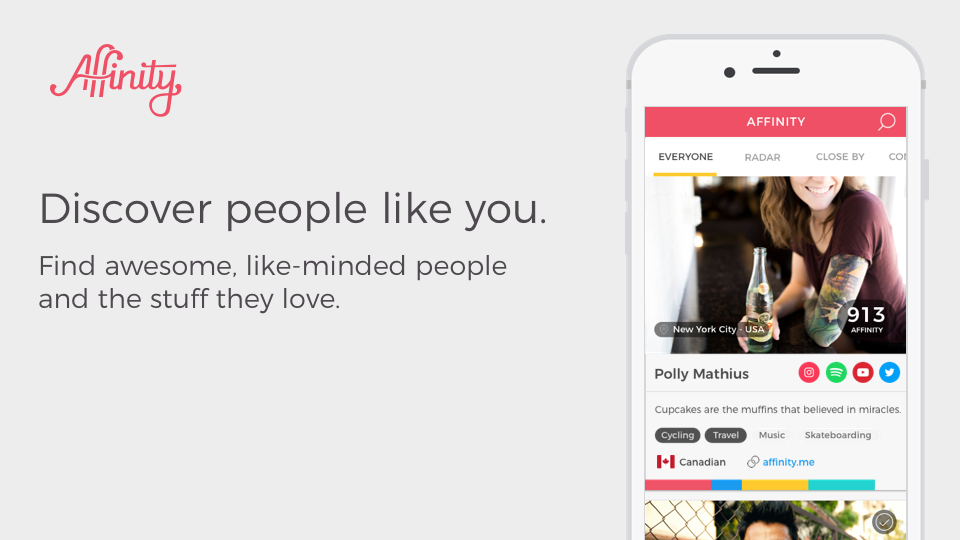 Affinity
Discover people like you.
Find awesome, like-minded people
and the stuff they love.
AFFINITY
EVERYONE RADAR CLOSE BY CO
913
AFFINITY
New York City - USA
Polly Mathius
Cupcakes are the muffins that believed in miracles.
Cycling Travel Music Skateboarding
Canadian affinity.me